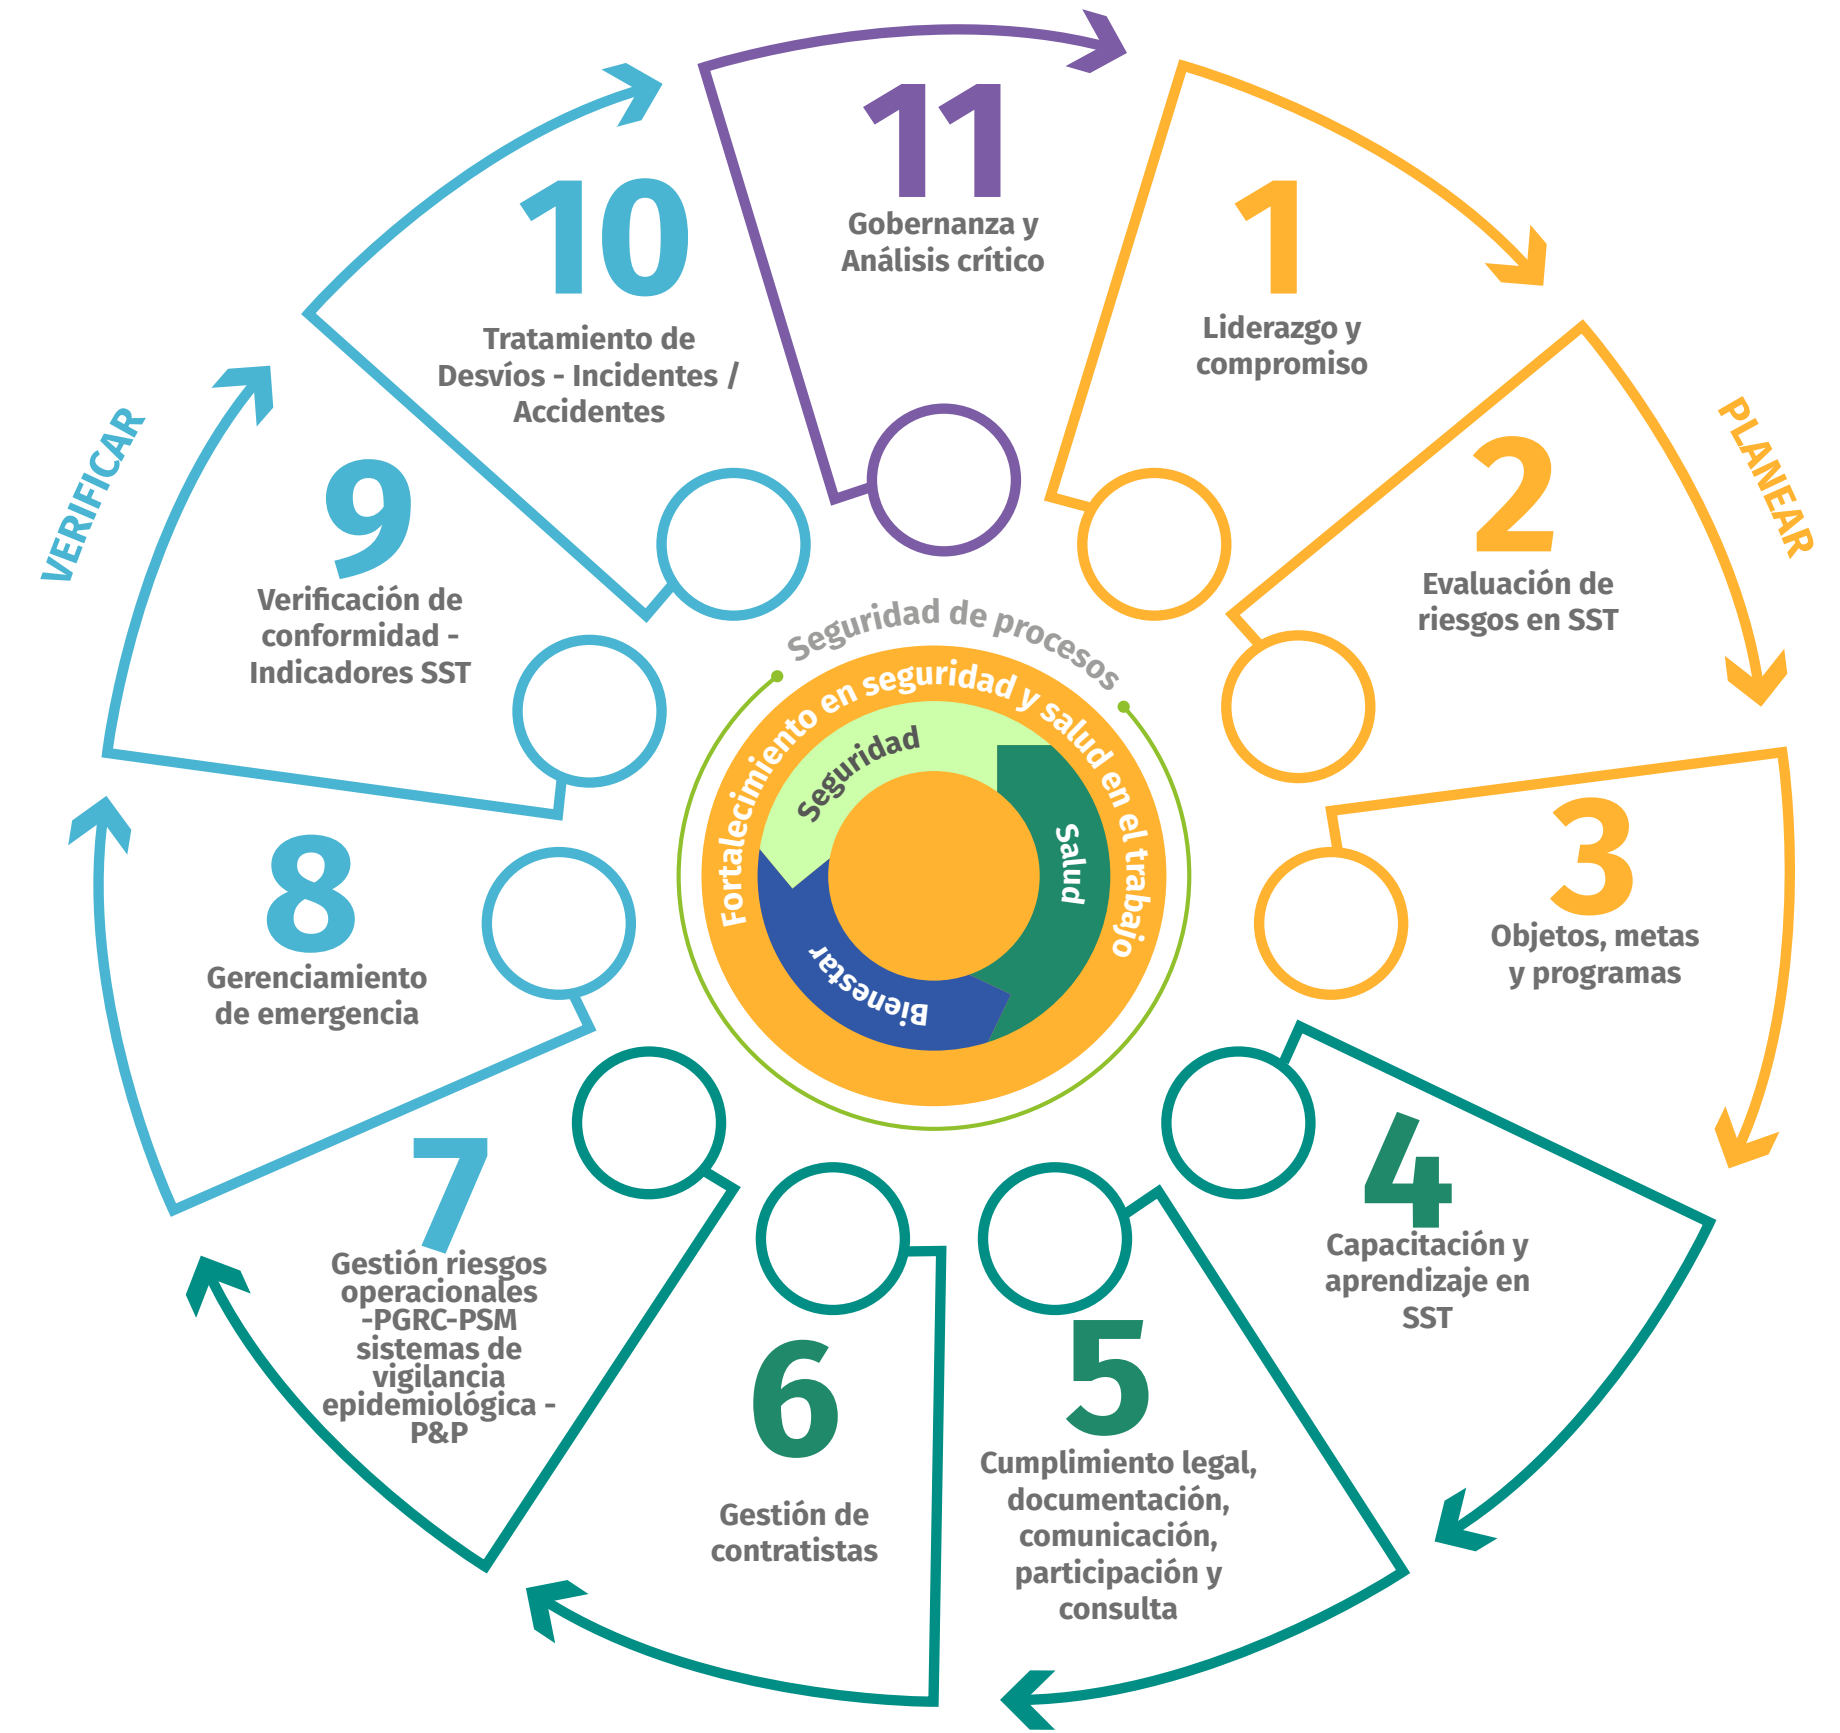 11
Gobernanza y
Análisis crítico
1
Liderazgo y
compromiso
PLANEAR
2
Evaluación de
riesgos en SST
3
Objetos, metas
y programas
4
Capacitación y
aprendizaje en
SST
5
Cumplimiento legal,
documentación,
comunicación,
participación y
consulta
6
Gestión de
contratistas
7
Gestión riesgos
operacionales
-PGRC-PSM
sistemas de
vigilancia
epidemiológica -
P&P
8
Gerenciamiento
de emergencia
VERIFICAR
9
Verificación de
conformidad -
Indicadores SST
10
Tratamiento de
Desvíos - Incidentes /
Accidentes
Seguridad de procesos
Fortalecimiento en seguridad y salud en el trabajo
Seguridad
Salud
Bienestar